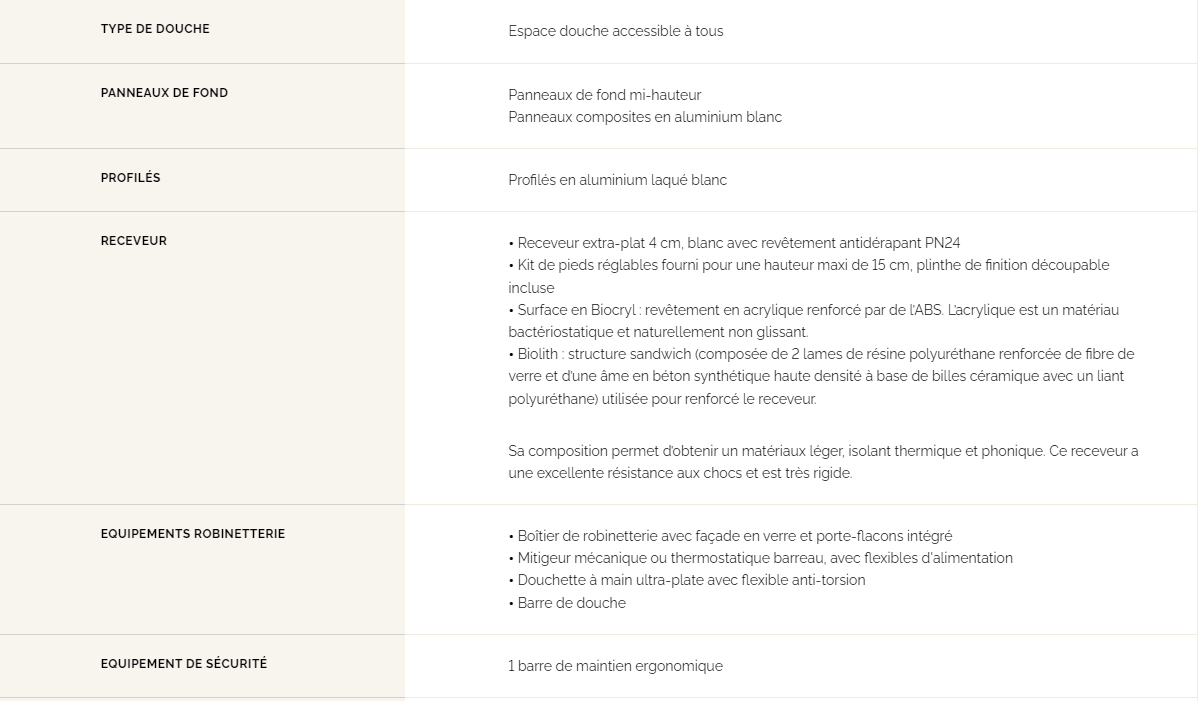 TYPE DE DOUCHE
Espace douche accessible à tous
PANNEAUX DE FOND
Panneaux de fond mi-hauteur
Panneaux composites en aluminium blanc
PROFILÉS
Profilés en aluminium laqué blanc
RECEVEUR
• Receveur extra-plat 4 cm, blanc avec revêtement antidérapant PN24
• Kit de pieds réglables fourni pour une hauteur maxi de 15 cm, plinthe de finition découpable
incluse
• Surface en Biocryl : revêtement en acrylique renforcé par de l'ABS. L'acrylique est un matériau
bactériostatique et naturellement non glissant.
• Biolith : structure sandwich (composée de 2 lames de résine polyuréthane renforcée de fibre de
verre et d'une âme en béton synthétique haute densité à base de billes céramique avec un liant
polyuréthane) utilisée pour renforcé le receveur.
Sa composition permet d'obtenir un matériaux léger, isolant thermique et phonique. Ce receveur a
une excellente résistance aux chocs et est très rigide.
EQUIPEMENTS ROBINETTERIE
• Boîtier de robinetterie avec façade en verre et porte-flacons intégré
• Mitigeur mécanique ou thermostatique barreau, avec flexibles d'alimentation
• Douchette à main ultra-plate avec flexible anti-torsion
• Barre de douche
EQUIPEMENT DE SÉCURITÉ
1 barre de maintien ergonomique